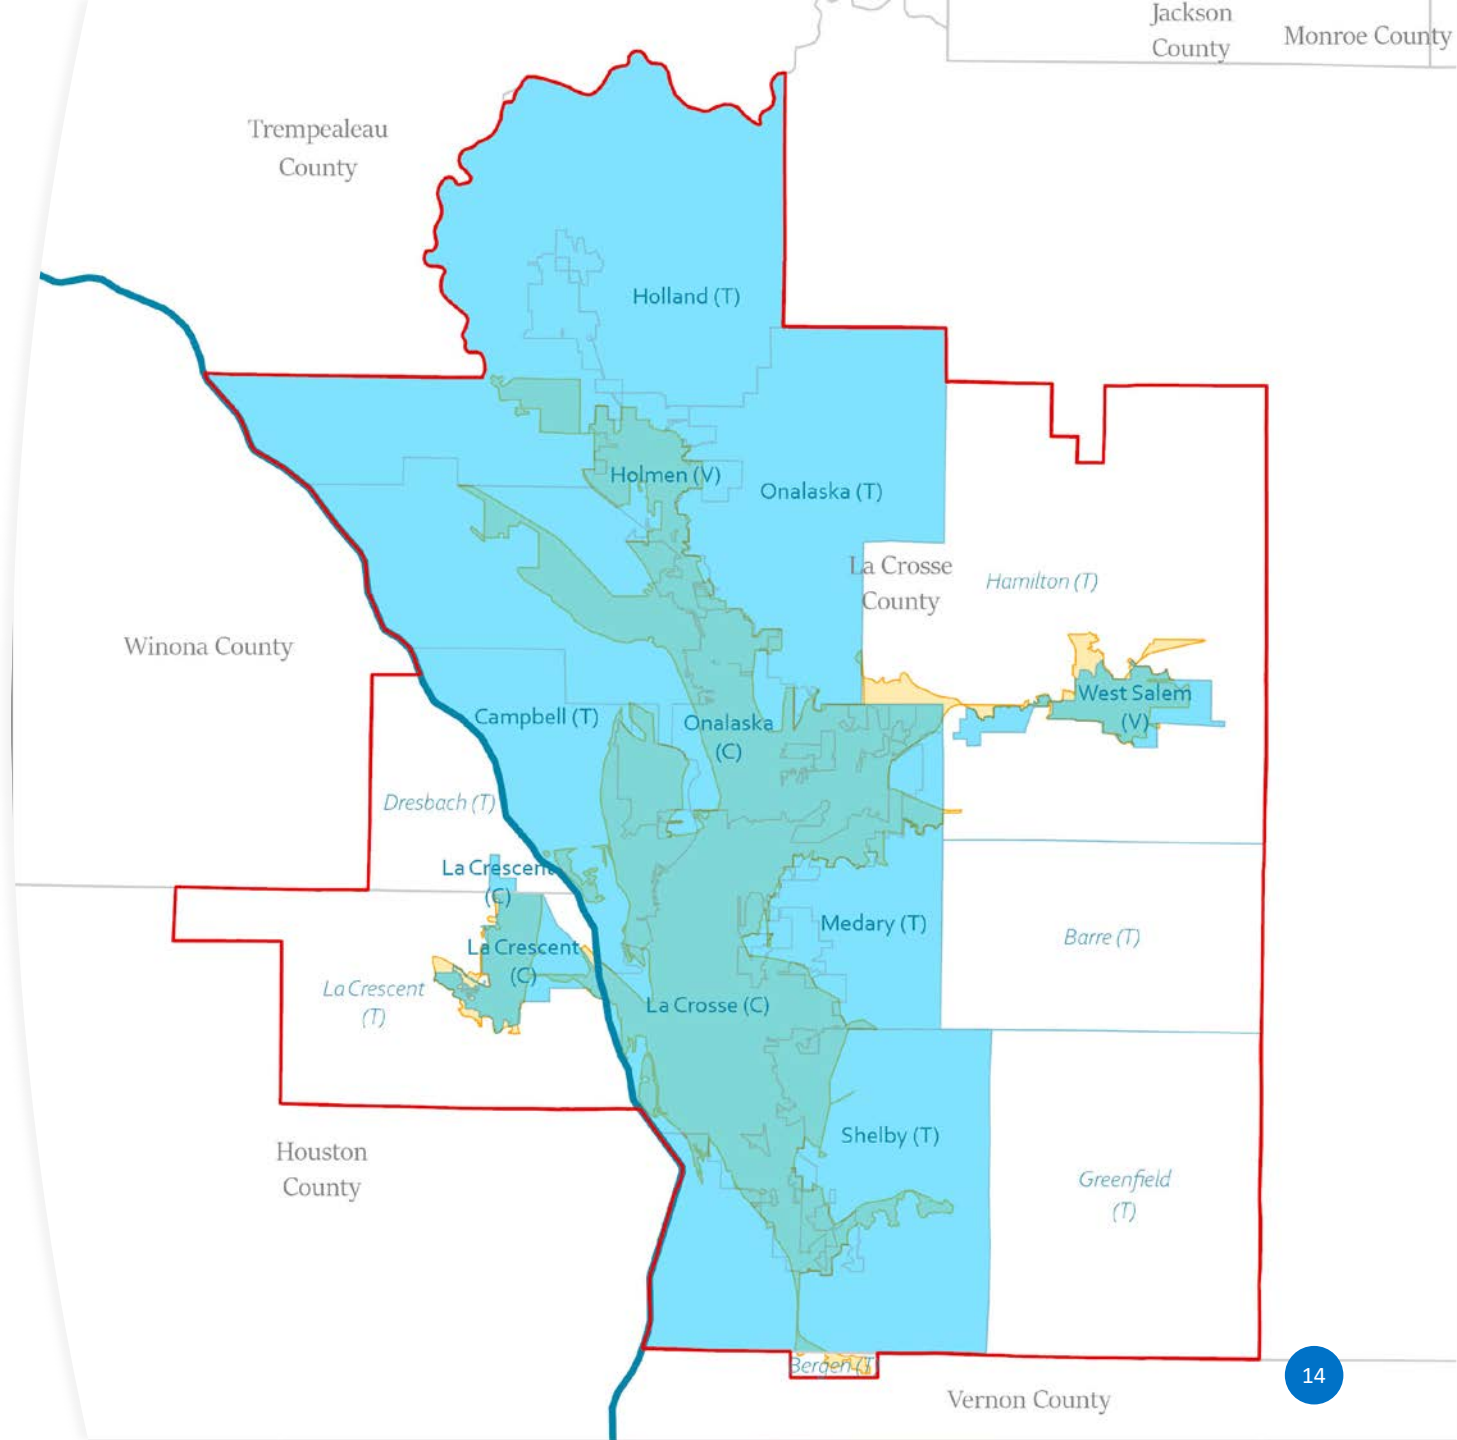 Jackson
County
Monroe County
Trempealeau
County
Holland (T)
Holmen (V)
Onalaska (T)
La Crosse
County
Hamilton (T)
Winona County
West Salem
(V)
Campbell (T)
Onalaska
(C)
Dresbach (T)
La Crescent
(C)
Medary (T)
Barre (T)
La Crescent
(C)
La Crescent
(T)
La Crosse (C)
Shelby (T)
Houston
County
Greenfield
(T)
Bergen (T)
14
Vernon County